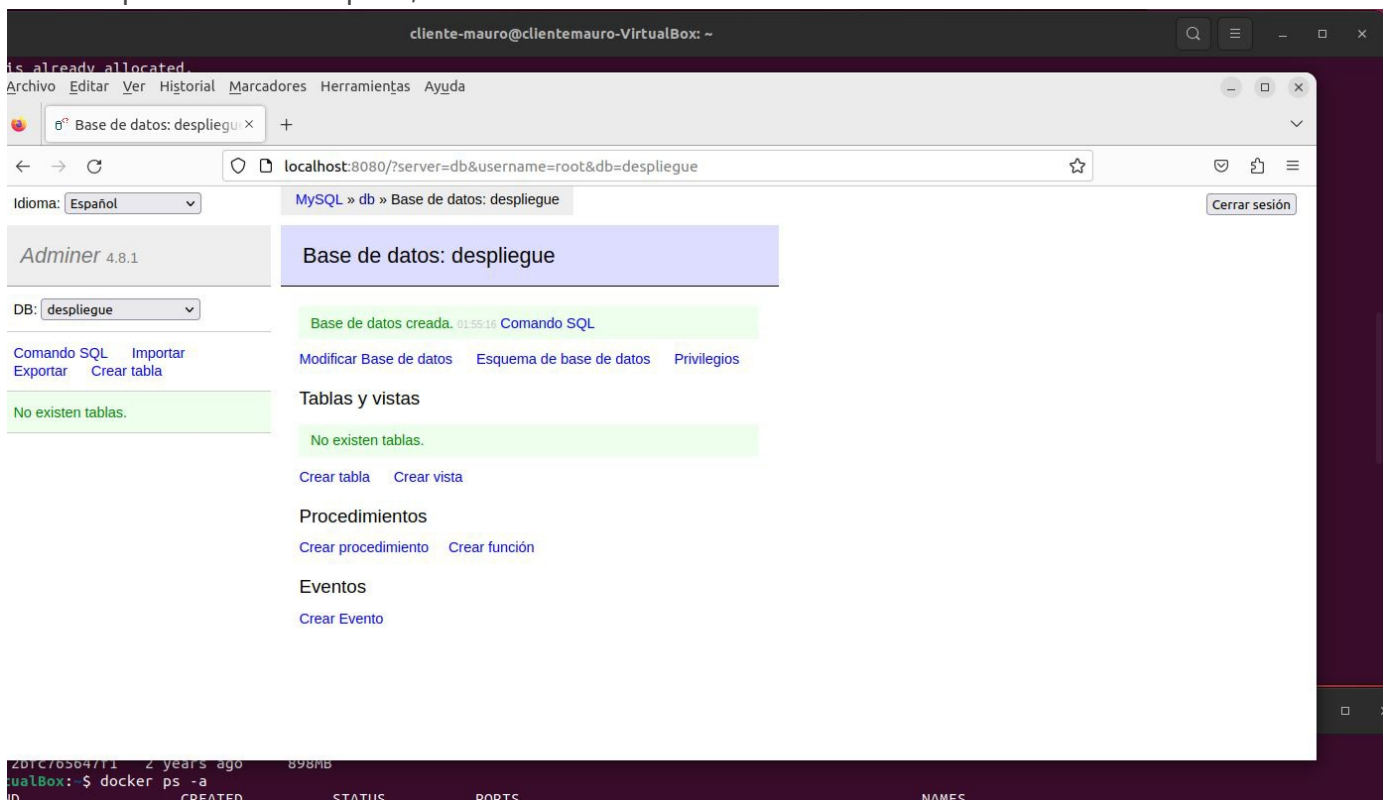 cliente-mauro@clientemauro-VirtualBox: ~
is already allocated.
Archivo Editar Ver Historial Marcadores Herramientas Ayuda
Base de datos: despliegu
localhost:8080/?server=db&username=root&db=despliegue
Idioma: Español
MySQL » db » Base de datos: despliegue
Cerrar sesión
Adminer 4.8.1
Base de datos: despliegue
DB: despliegue
Base de datos creada. 01:55:16 Comando SQL
Comando SQL Importar
Exportar Crear tabla
Modificar Base de datos Esquema de base de datos Privilegios
No existen tablas.
Tablas y vistas
No existen tablas.
Crear tabla Crear vista
Procedimientos
Crear procedimiento Crear función
Eventos
Crear Evento
2bfc765647f1 2 years ago 898MB
tualBox:~$ docker ps -a
CREATED STATUS PORTS NAMES